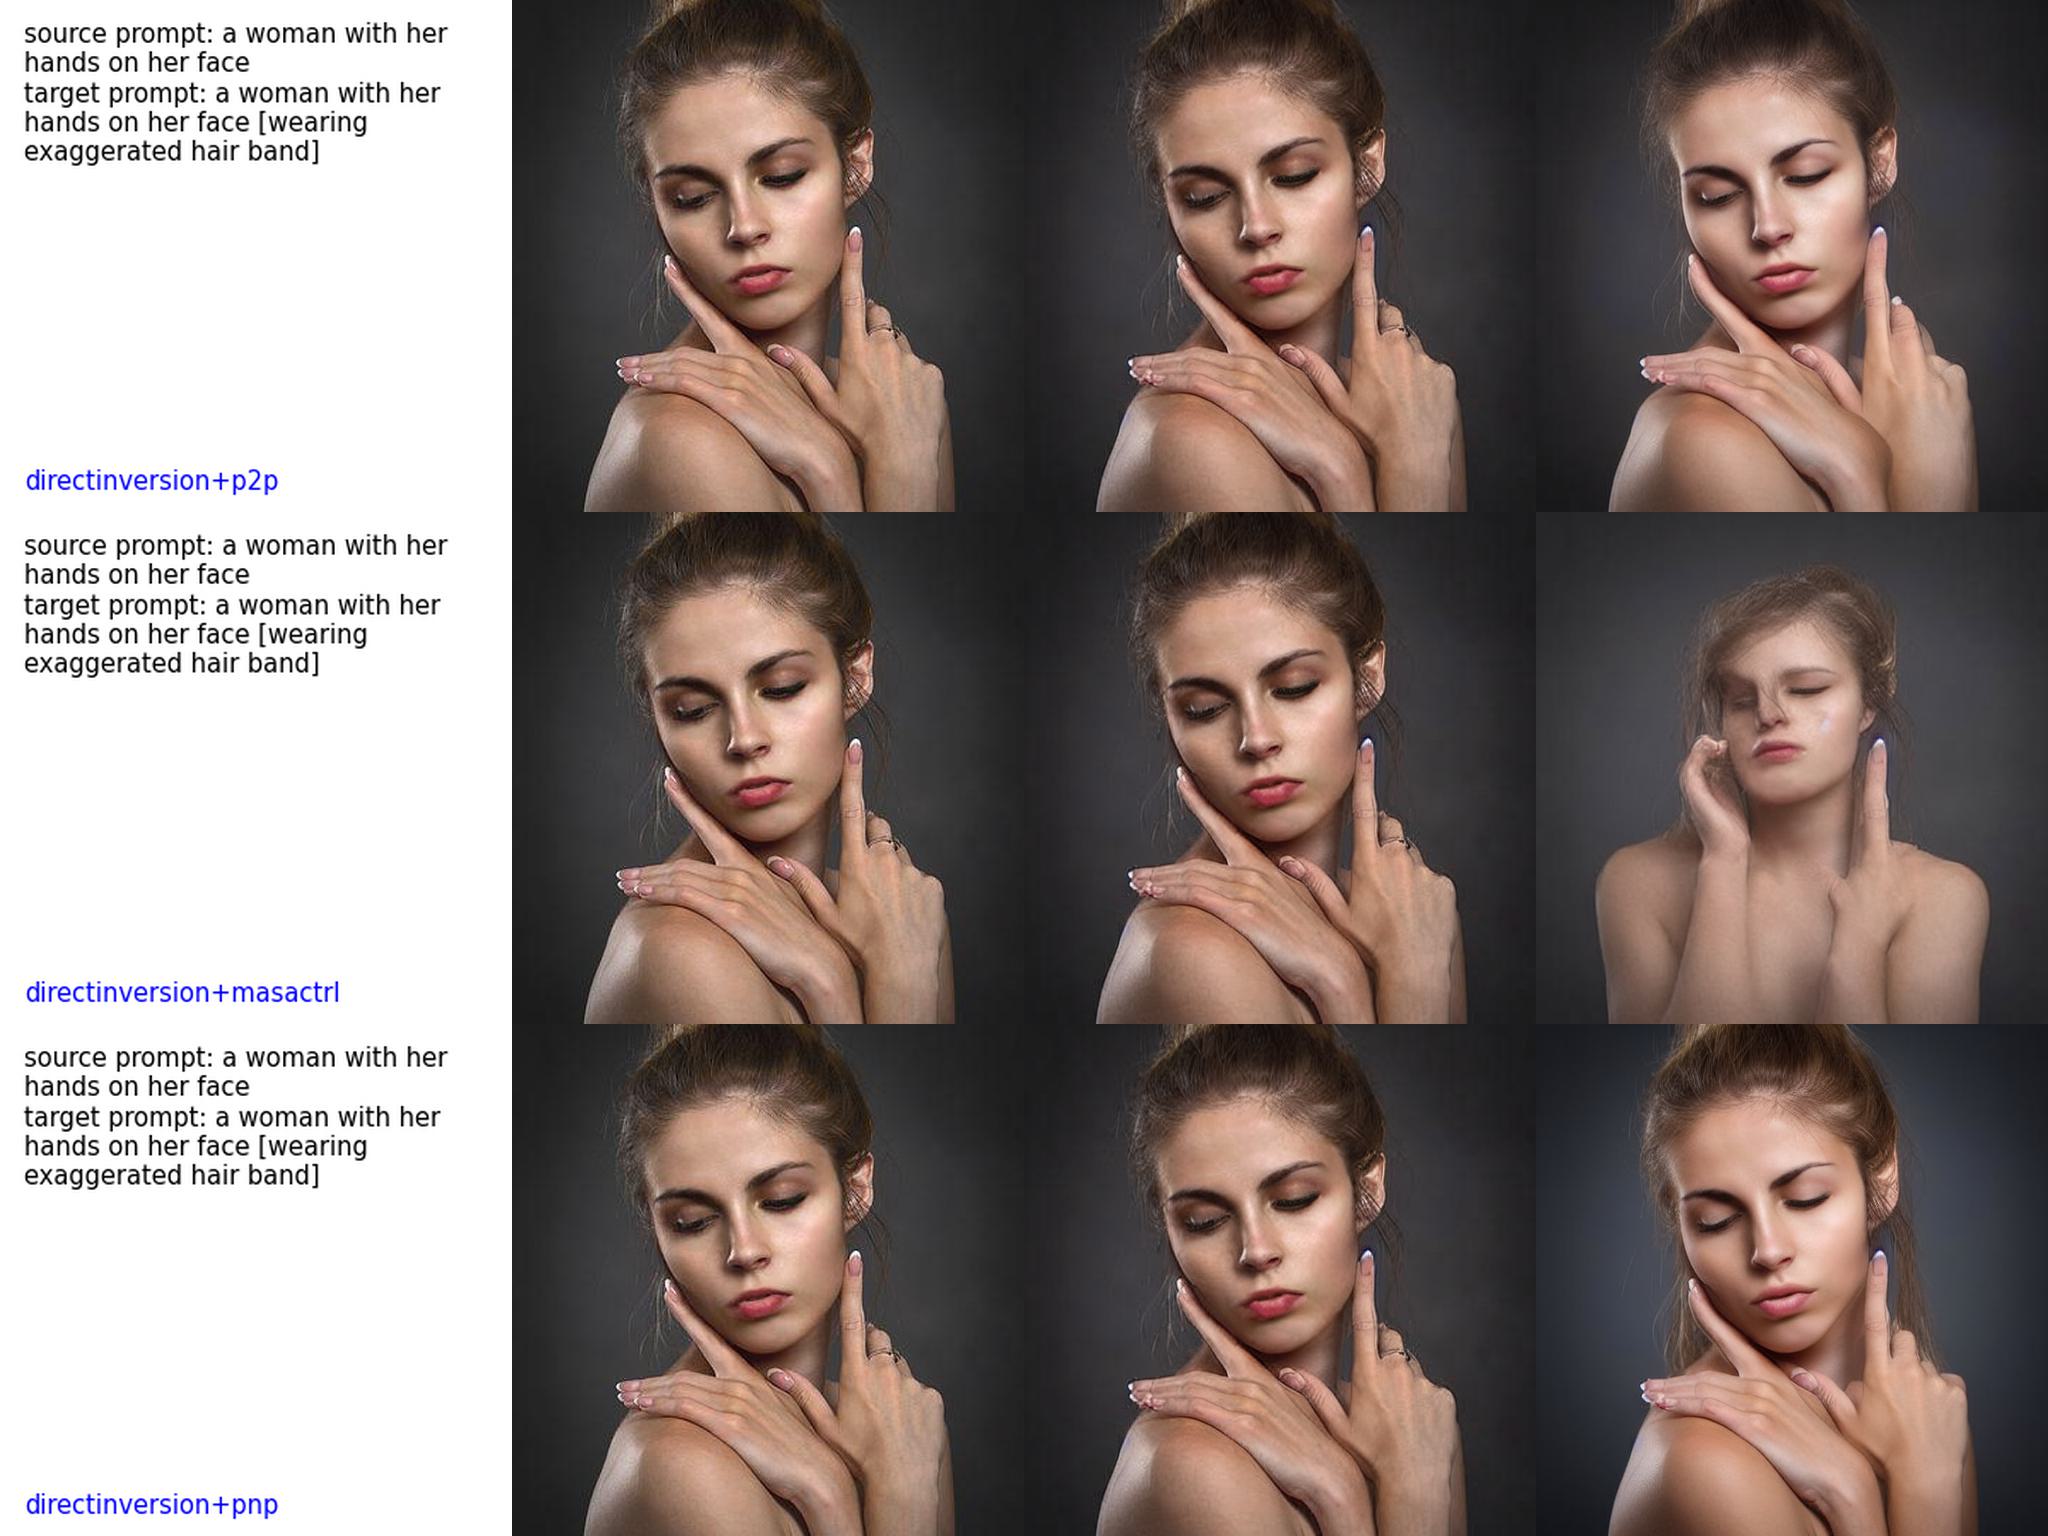 source prompt: a woman with her
hands on her face
target prompt: a woman with her
hands on her face [wearing
exaggerated hair band]
directinversion+p2p
source prompt: a woman with her
hands on her face
target prompt: a woman with her
hands on her face [wearing
exaggerated hair band]
directinversion+masactrl
source prompt: a woman with her
hands on her face
target prompt: a woman with her
hands on her face [wearing
exaggerated hair band]
directinversion+pnp